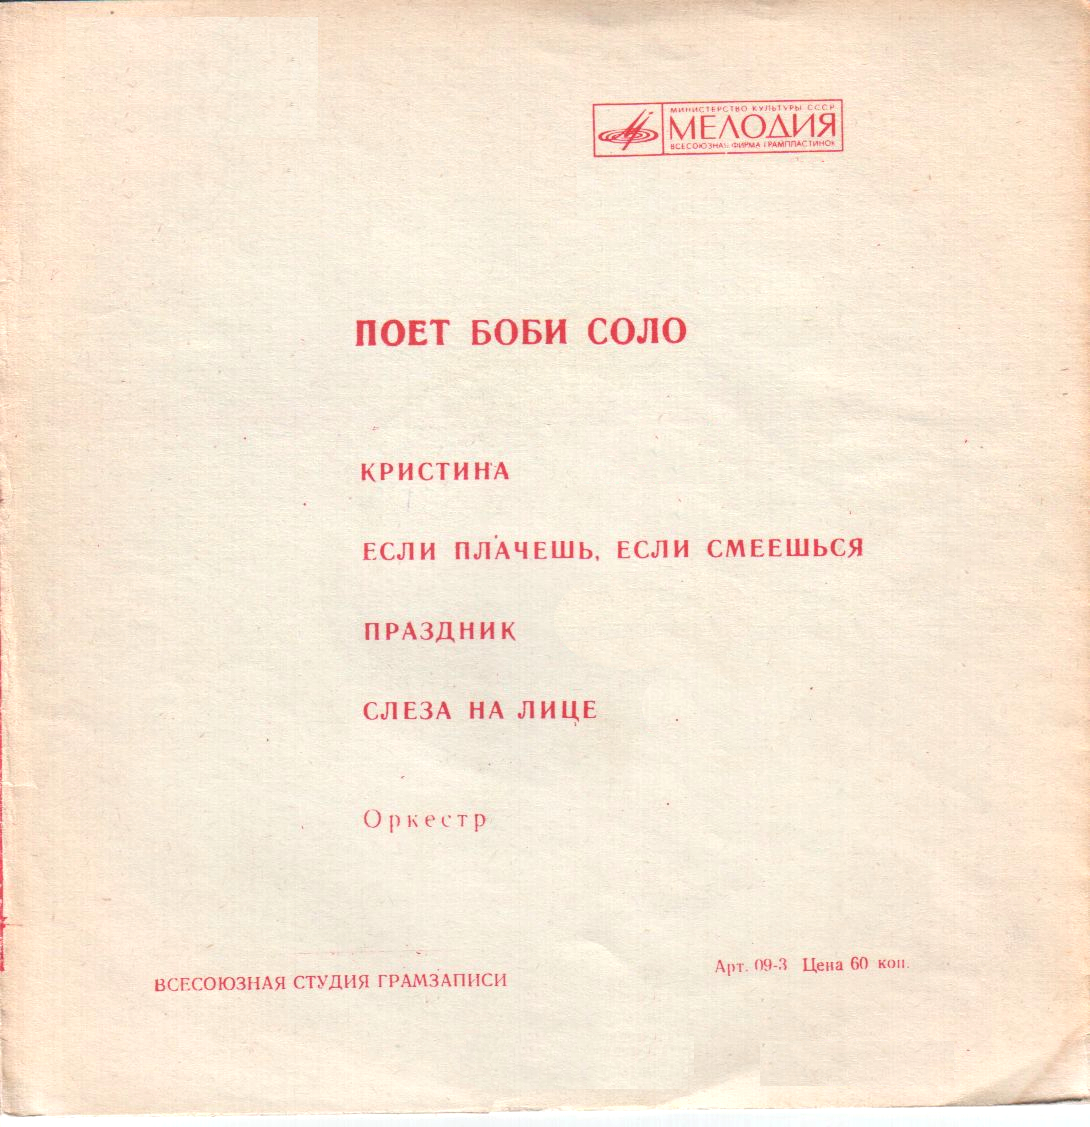 МИНИСТЕРСТВО КУЛЬТУРЫ СССР
МЕЛОДИЯ
ВСЕСОЮЗНАЯ ФИРМА ГРАМПЛАСТИНОК
ПОЕТ БОБИ СОЛО
КРИСТИНА
ЕСЛИ ПЛАЧЕШЬ, ЕСЛИ СМЕЕШЬСЯ
ПРАЗДНИК
СЛЕЗА НА ЛИЦЕ
Оркестр
Арт. 09-3 Цена 60 коп.
ВСЕСОЮЗНАЯ СТУДИЯ ГРАМЗАПИСИ